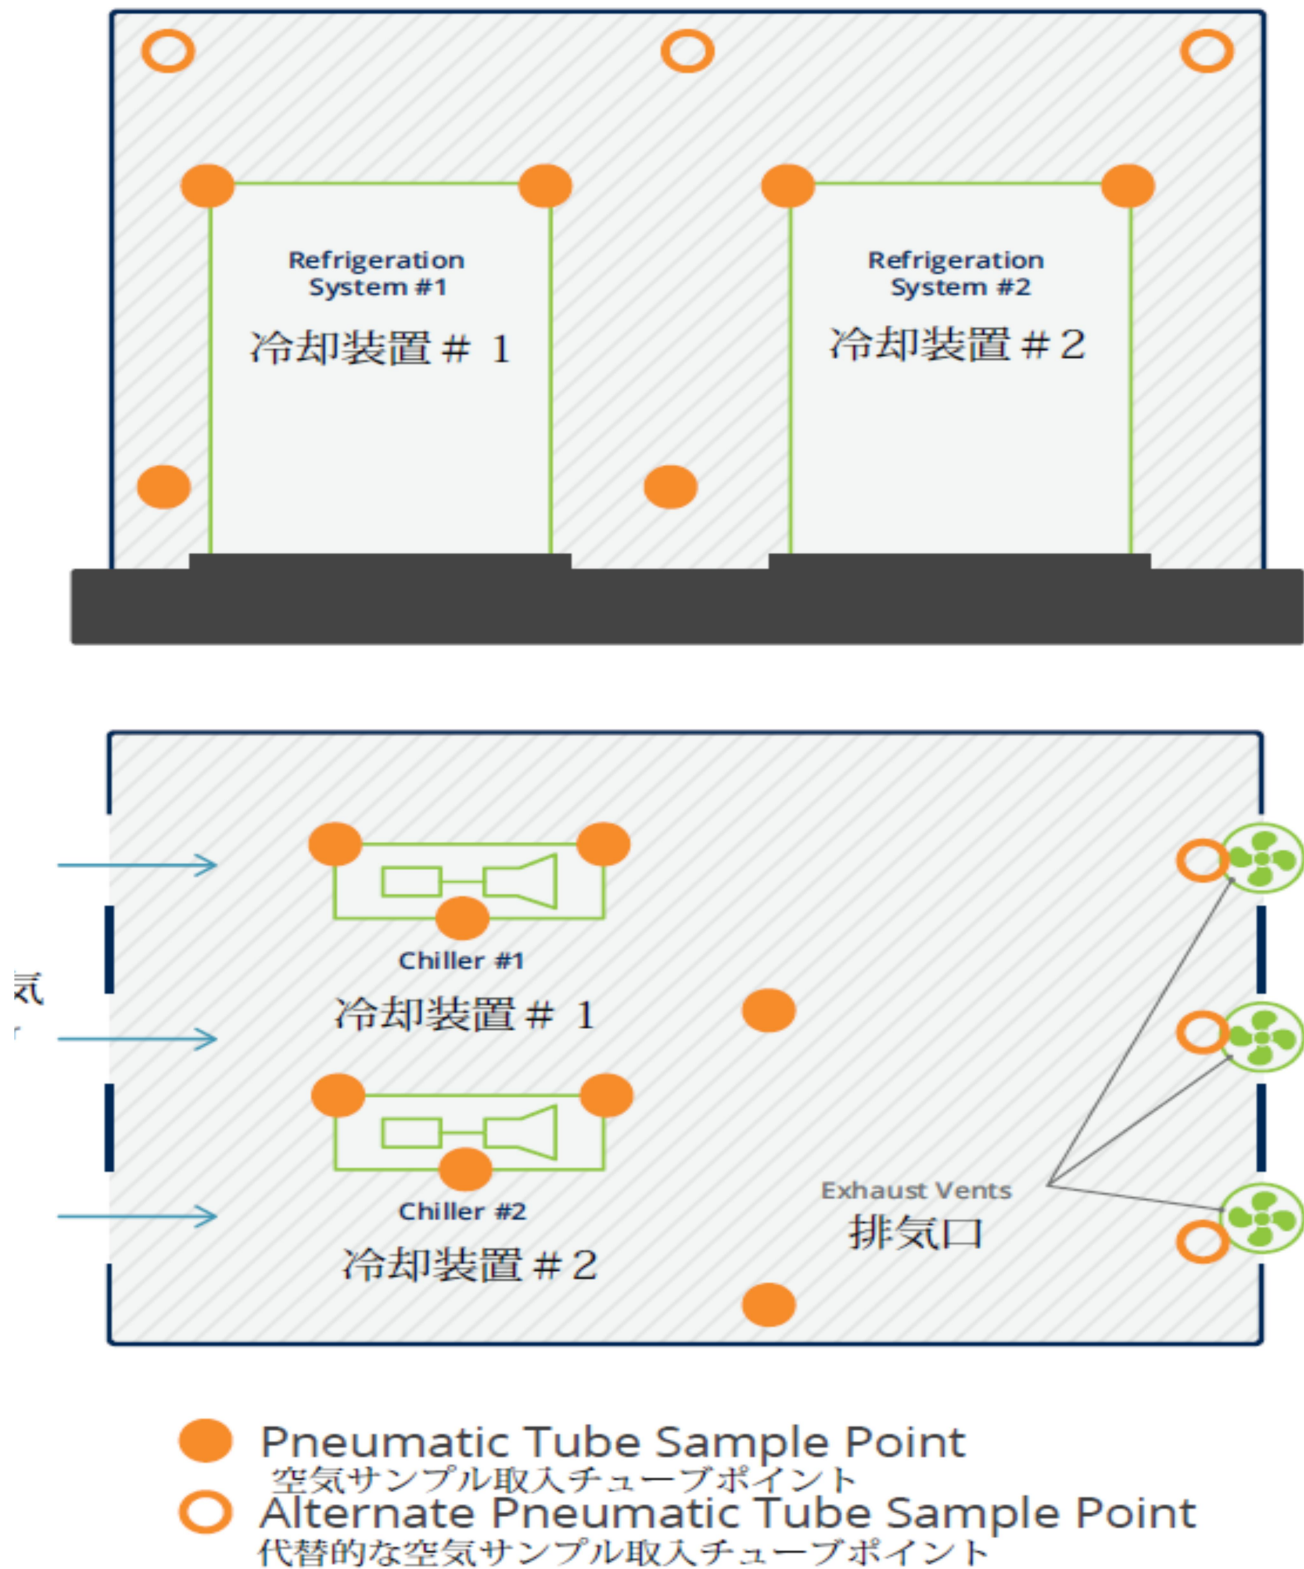 Refrigeration
System #1
冷却装置＃ 1
Refrigeration
System #2
冷却装置＃2
気
Chiller #1
冷却装置＃ 1
Chiller #2
冷却装置＃2
Exhaust Vents
排気口
Pneumatic Tube Sample Point
空気サンプル取入チューブポイント
Alternate Pneumatic Tube Sample Point
代替的な空気サンプル取入チューブポイント